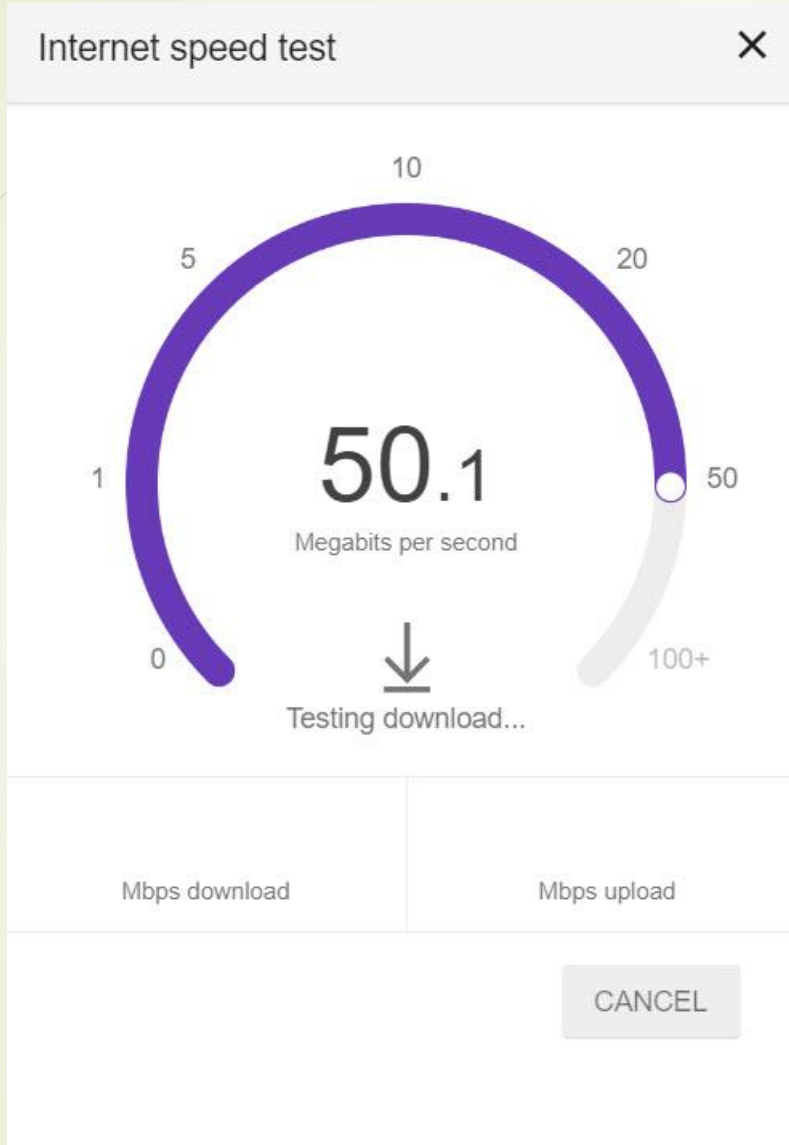 Internet speed test
10
5
20
50.1
1
50
Megabits per second
0
100+
Testing download...
Mbps download
Mbps upload
CANCEL